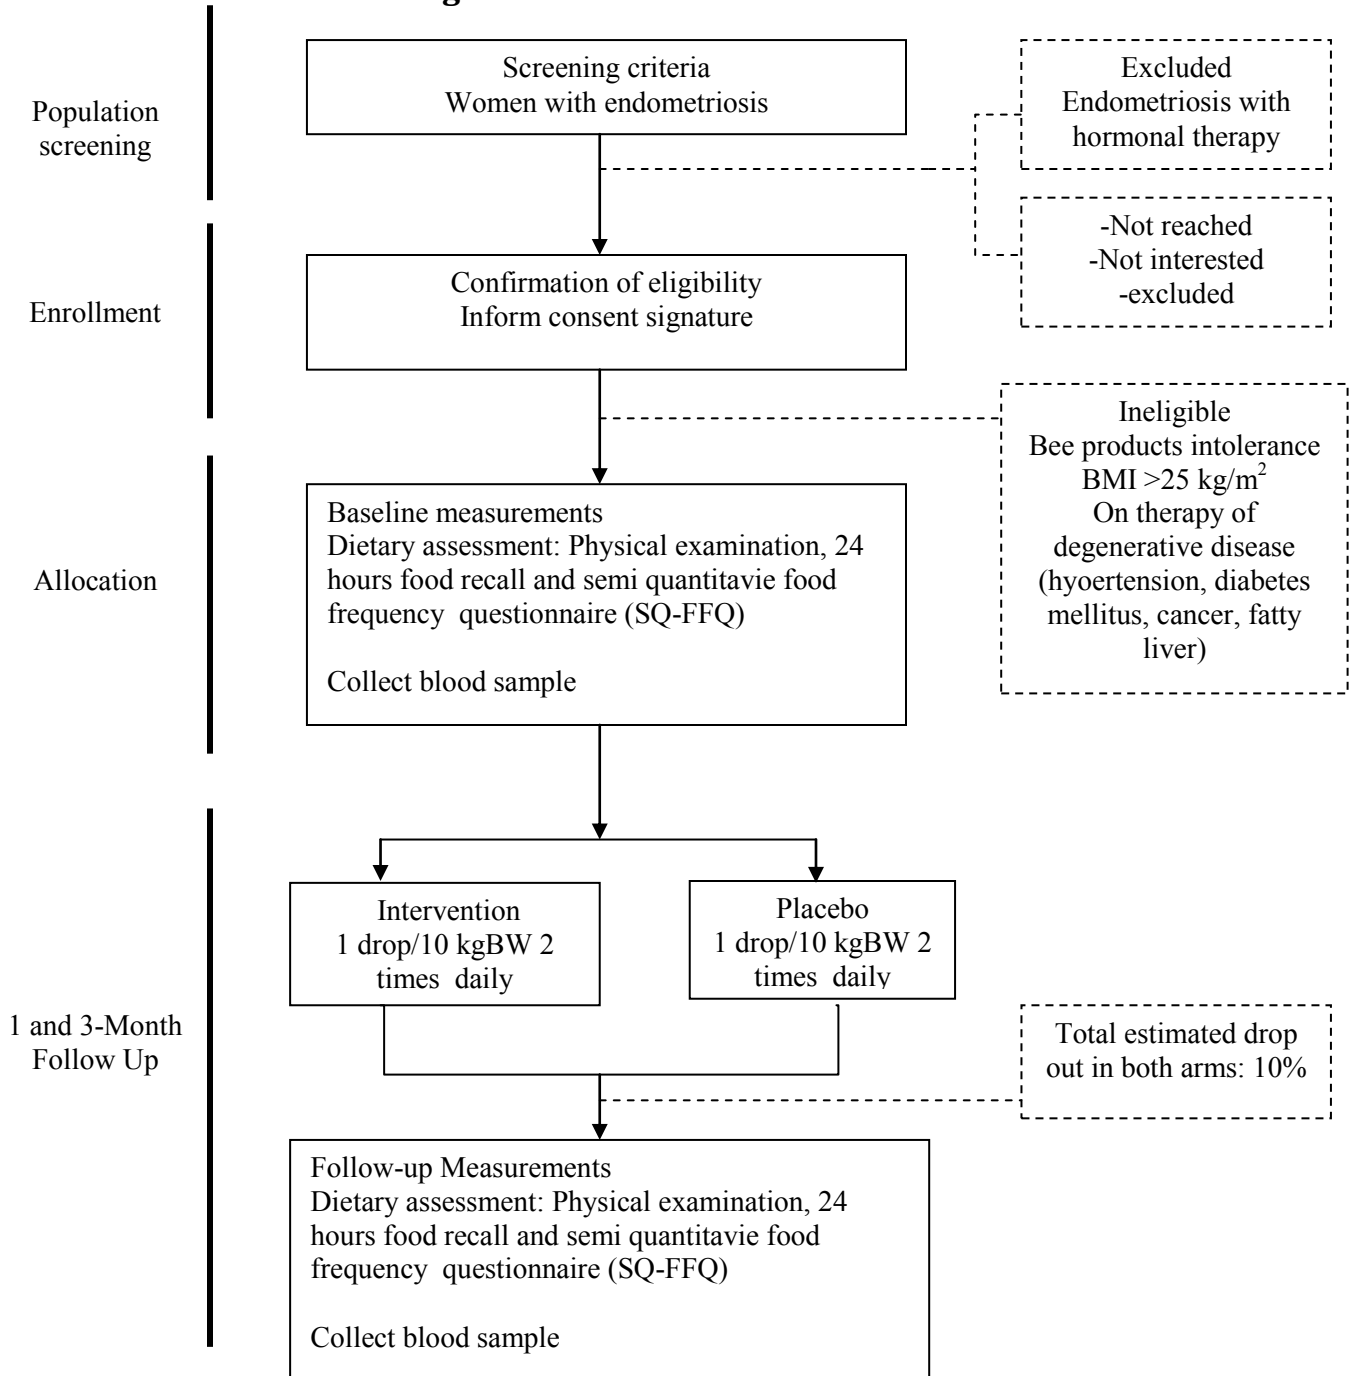 Population
screening
Screening criteria
Women with endometriosis
Excluded
Endometriosis with
hormonal therapy
-Not reached
-Not interested
-excluded
Enrollment
Confirmation of eligibility
Inform consent signature
Ineligible
Bee products intolerance
BMI >25 kg/m²
On therapy of
degenerative disease
(hyoertension, diabetes
mellitus, cancer, fatty
liver)
Allocation
Baseline measurements
Dietary assessment: Physical examination, 24
hours food recall and semi quantitavie food
frequency questionnaire (SQ-FFQ)
Collect blood sample
Intervention
1 drop/10 kgBW 2
times daily
Placebo
1 drop/10 kgBW 2
times daily
1 and 3-Month
Follow Up
Total estimated drop
out in both arms: 10%
Follow-up Measurements
Dietary assessment: Physical examination, 24
hours food recall and semi quantitavie food
frequency questionnaire (SQ-FFQ)
Collect blood sample